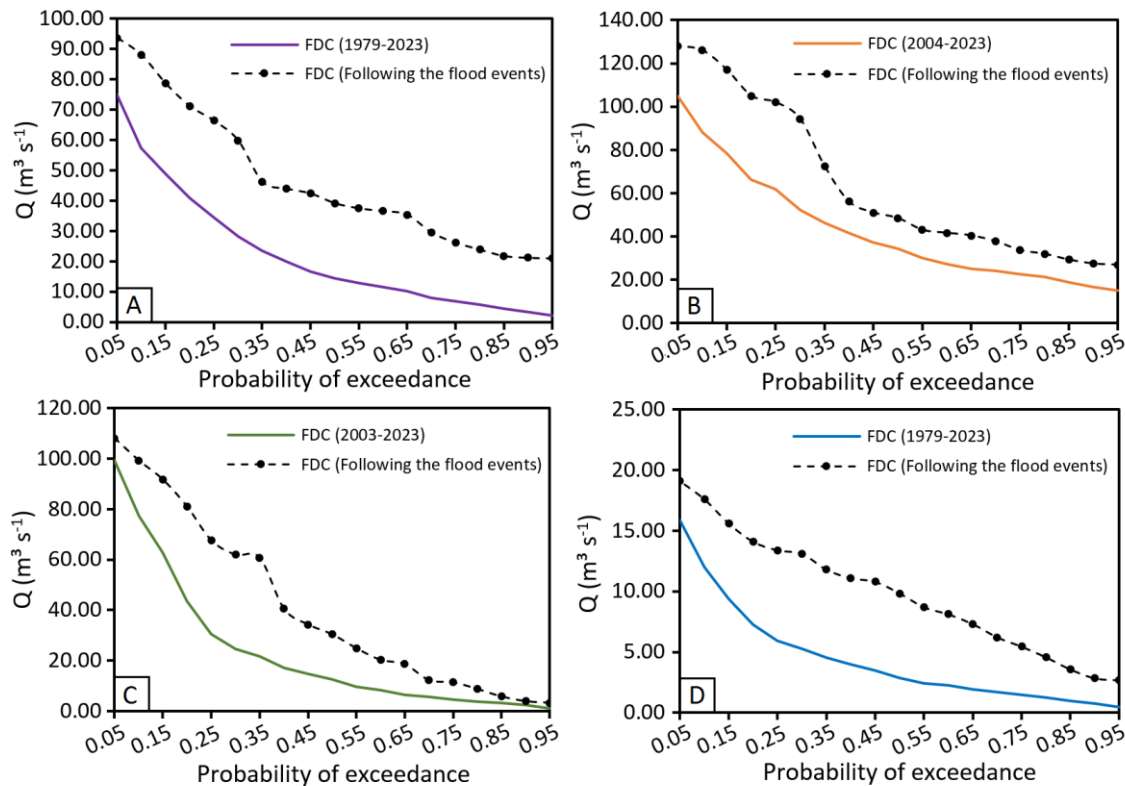 100.00
90.00
80.00
70.00
60.00
50.00
40.00
30.00
20.00
10.00
0.00
Q (m³ s⁻¹)
FDC (1979-2023)
FDC (Following the flood events)
A
0.05 0.15 0.25 0.35 0.45 0.55 0.65 0.75 0.85 0.95
Probability of exceedance
140.00
120.00
100.00
80.00
60.00
40.00
20.00
0.00
Q (m³ s⁻¹)
FDC (2004-2023)
FDC (Following the flood events)
B
0.05 0.15 0.25 0.35 0.45 0.55 0.65 0.75 0.85 0.95
Probability of exceedance
120.00
100.00
80.00
60.00
40.00
20.00
0.00
Q (m³ s⁻¹)
FDC (2003-2023)
FDC (Following the flood events)
C
0.05 0.15 0.25 0.35 0.45 0.55 0.65 0.75 0.85 0.95
Probability of exceedance
25.00
20.00
15.00
10.00
5.00
0.00
Q (m³ s⁻¹)
FDC (1979-2023)
FDC (Following the flood events)
D
0.05 0.15 0.25 0.35 0.45 0.55 0.65 0.75 0.85 0.95
Probability of exceedance